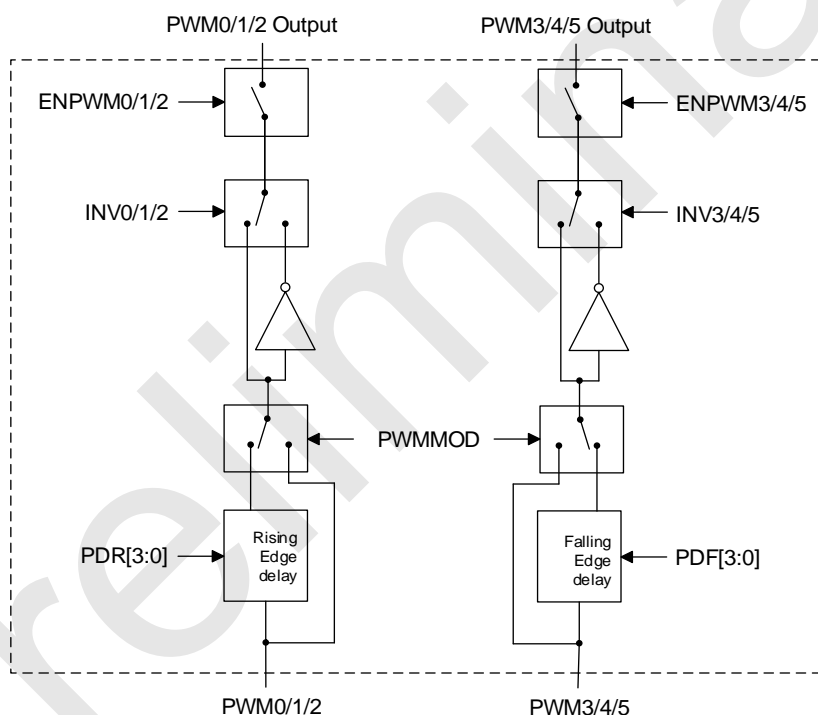 PWM0/1/2 Output
PWM3/4/5 Output
ENPWM0/1/2
ENPWM3/4/5
INV0/1/2
INV3/4/5
PWMMOD
PDR[3:0]
Rising
Edge
delay
Falling
Edge
delay
PDF[3:0]
PWM0/1/2
PWM3/4/5
relimina